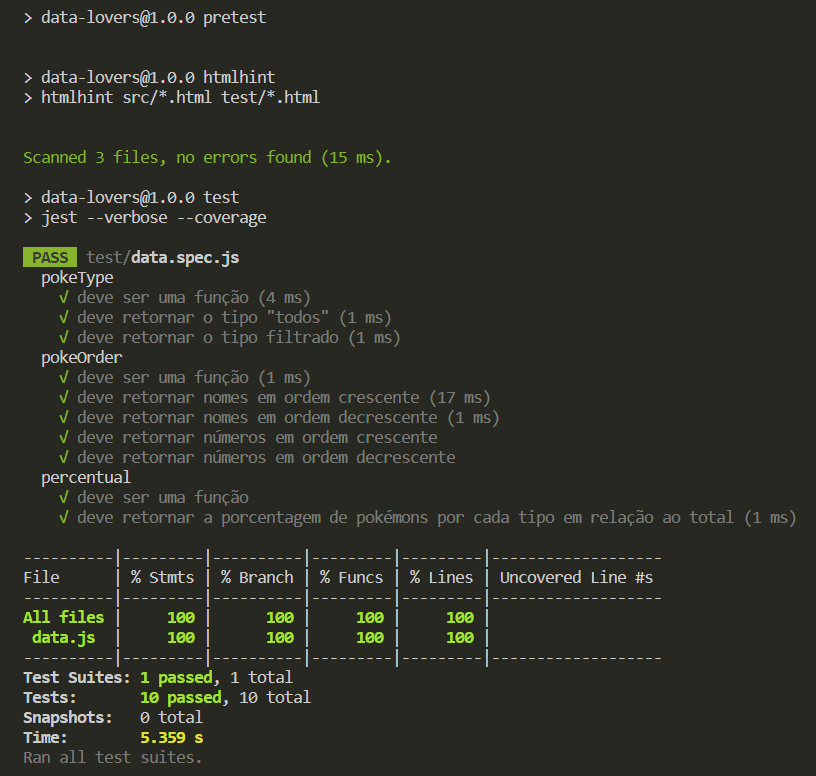 > data-lovers@1.0.0 pretest
> data-lovers@1.0.0 htmlhint
> htmlhint src/*.html test/*.html
Scanned 3 files, no errors found (15 ms).
> data-lovers@1.0.0 test
> jest --verbose --coverage
PASS test/data.spec.js
pokeType
√ deve ser uma função (4 ms)
√ deve retornar o tipo "todos" (1 ms)
√ deve retornar o tipo filtrado (1 ms)
pokeOrder
√ deve ser uma função (1 ms)
√ deve retornar nomes em ordem crescente (17 ms)
√ deve retornar nomes em ordem decrescente (1 ms)
√ deve retornar números em ordem crescente
√ deve retornar números em ordem decrescente
percentual
√ deve ser uma função
√ deve retornar a porcentagem de pokémons por cada tipo em relação ao total (1 ms)
----------|---------|----------|---------|---------|-------------------
File      | % Stmts | % Branch | % Funcs | % Lines | Uncovered Line #s
----------|---------|----------|---------|---------|-------------------
All files |     100 |      100 |     100 |     100 |
 data.js  |     100 |      100 |     100 |     100 |
----------|---------|----------|---------|---------|-------------------
Test Suites: 1 passed, 1 total
Tests:       10 passed, 10 total
Snapshots:   0 total
Time:        5.359 s
Ran all test suites.